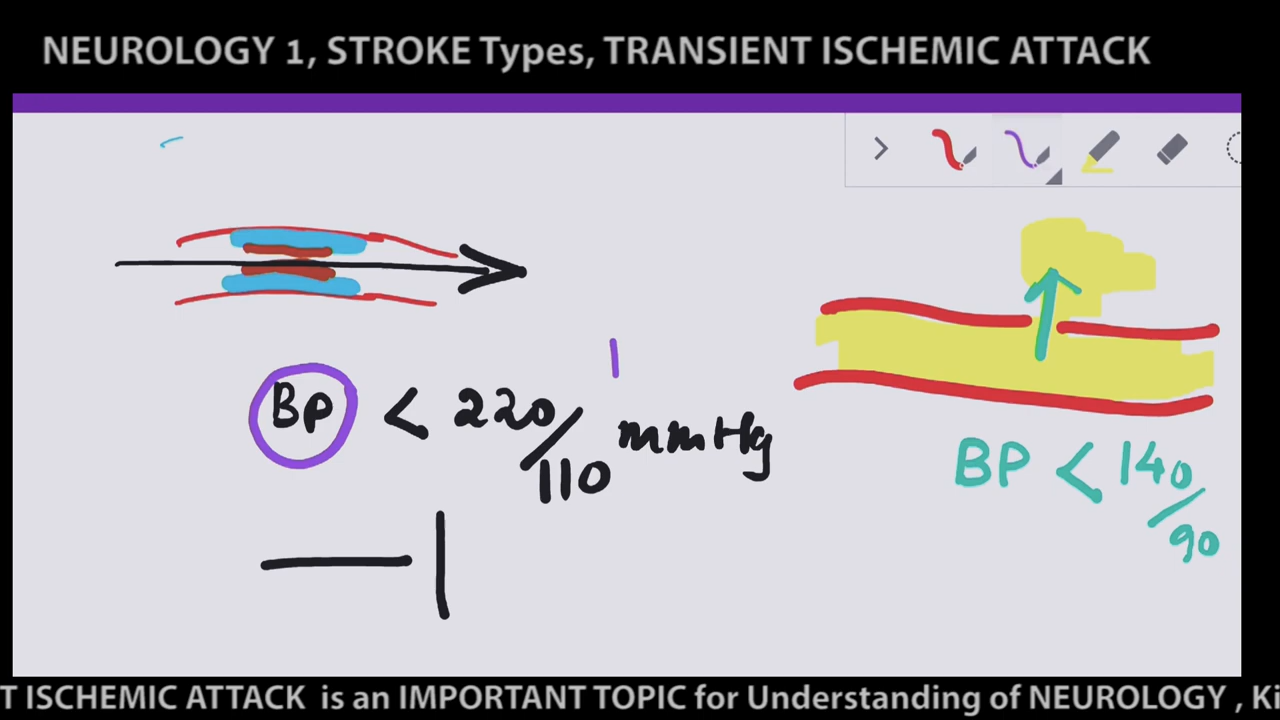 NEUROLOGY 1, STROKE Types, TRANSIENT ISCHEMIC ATTACK
BP < 220/110 mmHg
BP < 140/90
T ISCHEMIC ATTACK is an IMPORTANT TOPIC for Understanding of NEUROLOGY , Ki